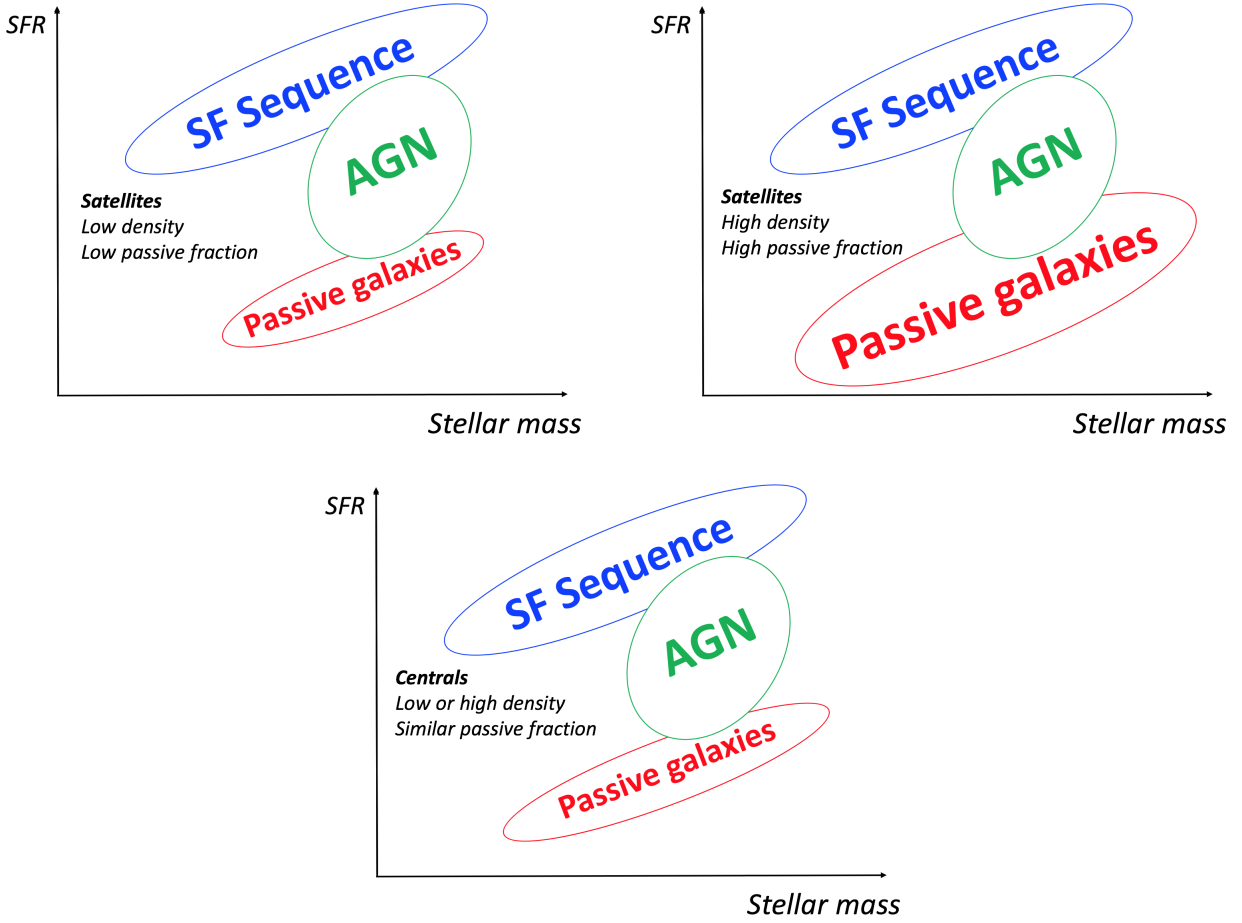 SFR
SF Sequence
AGN
Satellites
Low density
Low passive fraction
Passive galaxies
Stellar mass
SFR
SF Sequence
AGN
Satellites
High density
High passive fraction
Passive galaxies
Stellar mass
SFR
SF Sequence
AGN
Centrals
Low or high density
Similar passive fraction
Passive galaxies
Stellar mass